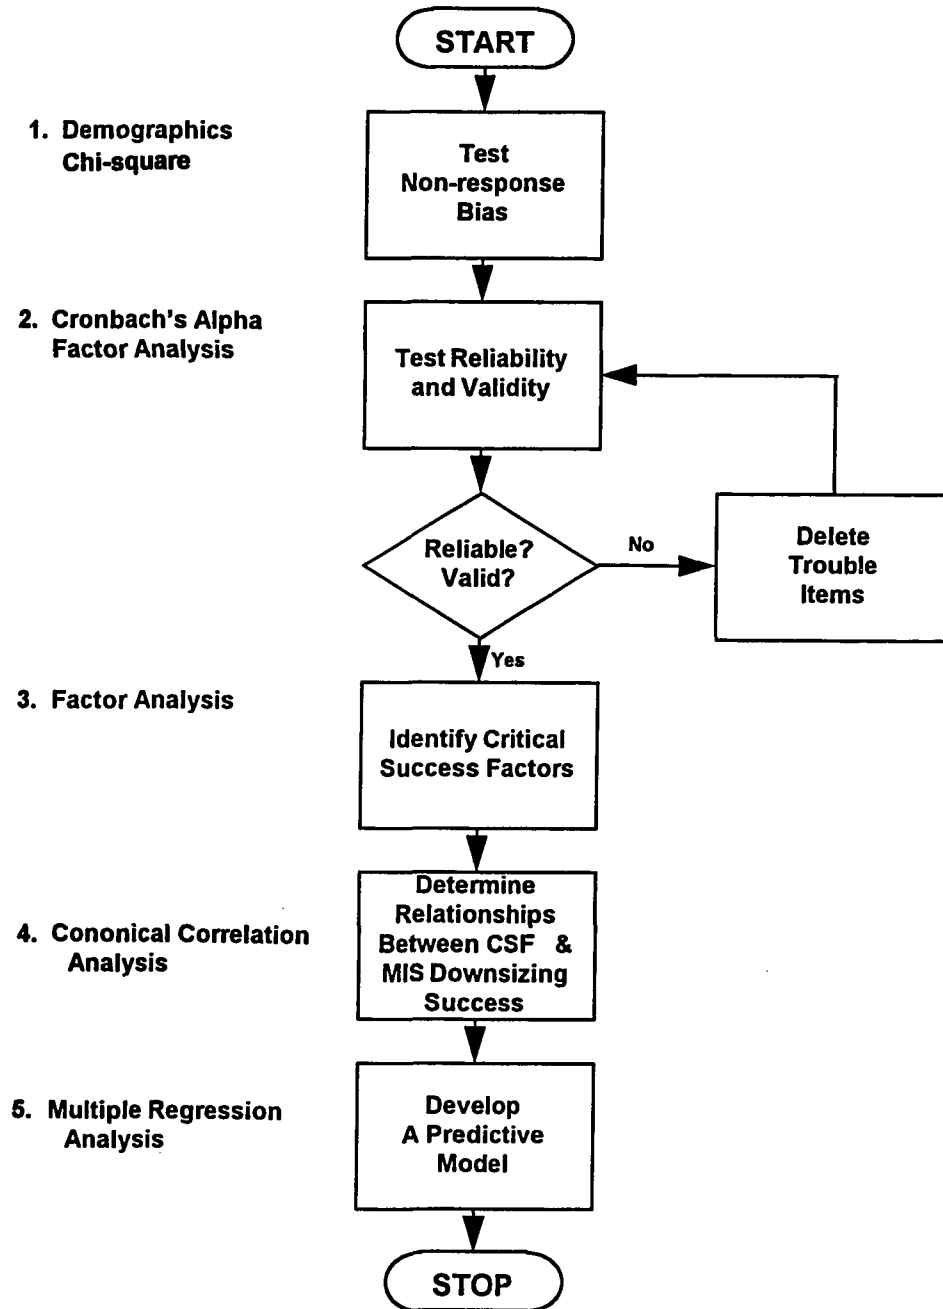 START
1. Demographics
Chi-square
Test
Non-response
Bias
2. Cronbach's Alpha
Factor Analysis
Test Reliability
and Validity
Reliable?
Valid?
No
Delete
Trouble
Items
Yes
3. Factor Analysis
Identify Critical
Success Factors
4. Cononical Correlation
Analysis
Determine
Relationships
Between CSF &
MIS Downsizing
Success
5. Multiple Regression
Analysis
Develop
A Predictive
Model
STOP